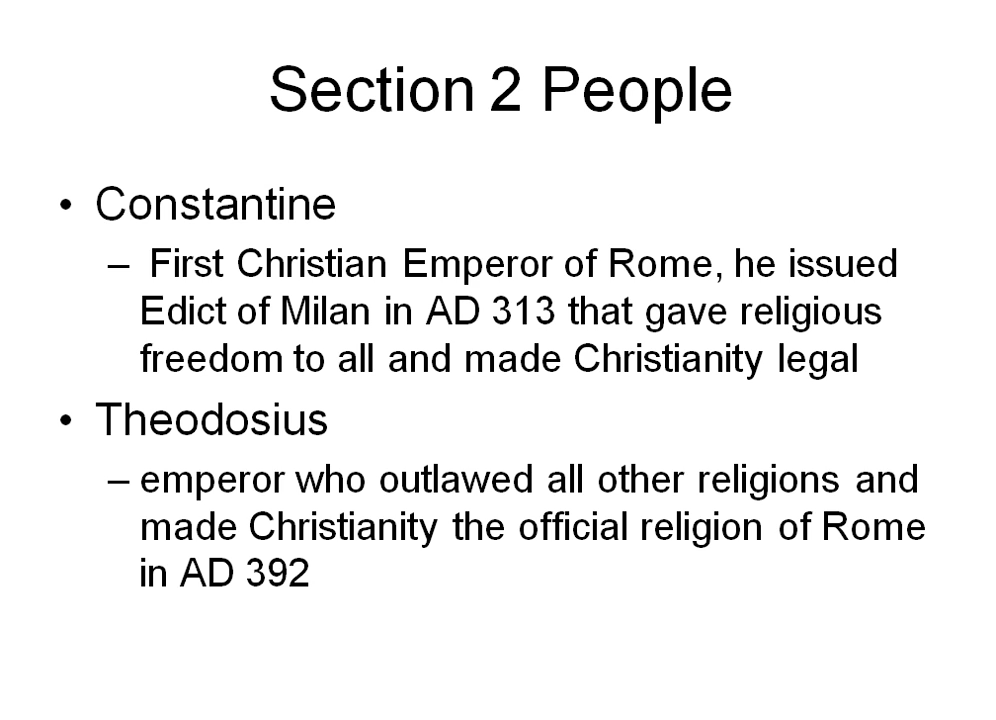 Section 2 People
• Constantine
– First Christian Emperor of Rome, he issued
Edict of Milan in AD 313 that gave religious
freedom to all and made Christianity legal
• Theodosius
– emperor who outlawed all other religions and
made Christianity the official religion of Rome
in AD 392